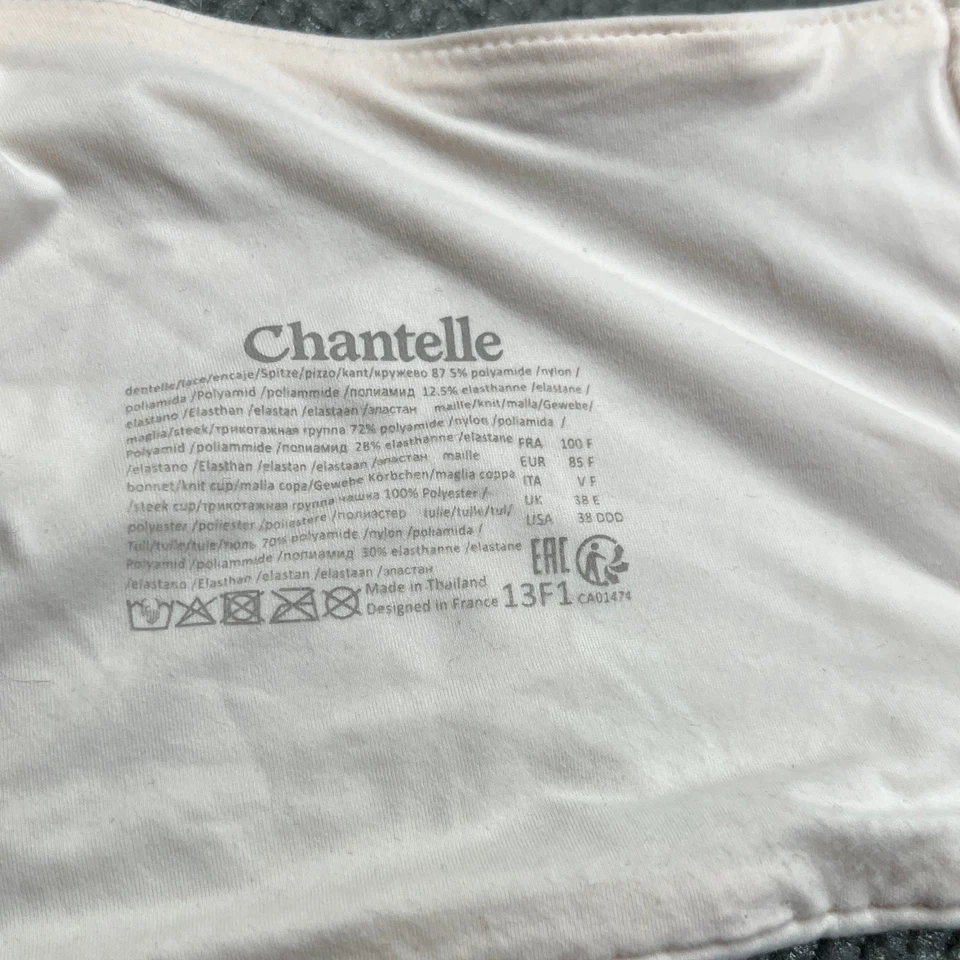 Chantelle
dentelle/lace/encaje/Spitze/pizzo/kant/кружево 87 5% polyamide /nylon /
poliamida /Polyamid /poliammide /полиамид 12.5% elasthanne /elastane /
elastano /Elasthan /elastan /elastaan /эластан maille/knit/malla/Gewebe/
maglia/steek/трикотажная группа 72% polyamide /nylon /poliamida /
Polyamid /poliammide /полиамид 28% elasthanne /elastane
/elastano /Elasthan /elastan /elastaan /эластан maille
bonnet/knit cup/malla copa/Gewebe Körbchen/maglia coppa
/steek cup/трикотажная группа чашка 100% Polyester /
polyester /poliester /poliestere /полиэстер tulle/tulle/tul/
Tull/tulle/tule/тюль 70% polyamide /nylon /poliamida /
Polyamid /poliammide /полиамид 30% elasthanne /elastane
/elastano /Elasthan /elastan /elastaan /эластан
FRA 100 F
EUR 85 F
ITA V F
UK 38 E
USA 38 DDD
EAC
Made in Thailand
Designed in France
13F1
CA01474